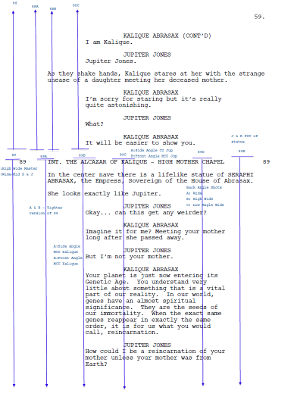 59.
KALIQUE ABRASAX (CONT'D)
I am Kalique.
JUPITER JONES
Jupiter Jones.
As they shake hands, Kalique stares at her with the strange
unease of a daughter meeting her deceased mother.
KALIQUE ABRASAX
I'm sorry for staring but it's really
quite astonishing.
JUPITER JONES
What?
KALIQUE ABRASAX
It will be easier to show you.
89 INT. THE ALCAZAR OF KALIQUE - HIGH MOTHER CHAPEL 89
In the center nave there is a lifelike statue of SERAPHI
ABRASAX, the Empress, Sovereign of the House of Abrasax.
She looks exactly like Jupiter.
JUPITER JONES
Okay... can this get any weirder?
KALIQUE ABRASAX
Imagine it for me? Meeting your mother
long after she passed away.
JUPITER JONES
But I'm not your mother.
KALIQUE ABRASAX
Your planet is just now entering its
Genetic Age. You understand very
little about something that is a vital
part of our reality. In our world,
genes have an almost spiritual
significance. They are the seeds of
our immortality. When the exact same
genes reappear in exactly the same
order, it is for us what you would
call, reincarnation.
JUPITER JONES
How could I be a reincarnation of your
mother unless your mother was from
Earth?